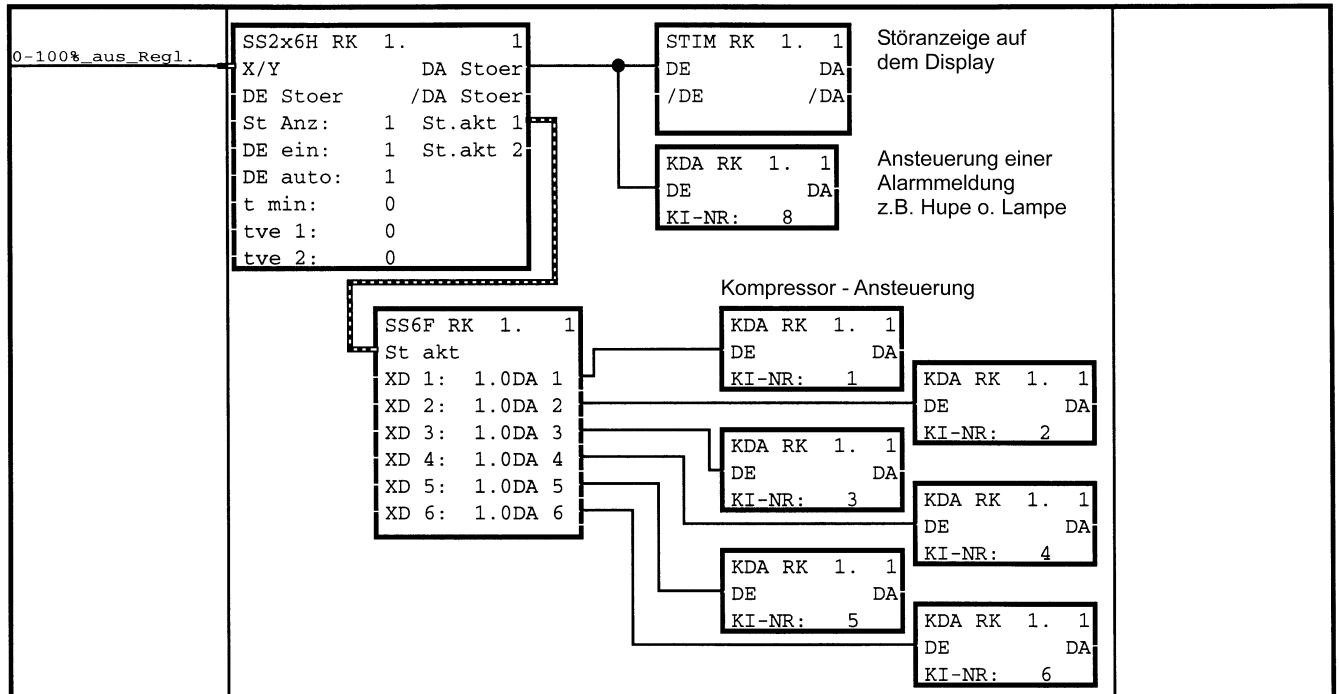 0-100%_aus_Regl.
SS2x6H RK 1. 1
X/Y DA Stoer
DE Stoer /DA Stoer
St Anz: 1 St.akt 1
DE ein: 1 St.akt 2
DE auto: 1
t min: 0
tve 1: 0
tve 2: 0
STIM RK 1. 1
DE DA
/DE /DA
Störanzeige auf
dem Display
KDA RK 1. 1
DE DA
KI-NR: 8
Ansteuerung einer
Alarmmeldung
z.B. Hupe o. Lampe
Kompressor - Ansteuerung
SS6F RK 1. 1
St akt
XD 1: 1.0DA 1
XD 2: 1.0DA 2
XD 3: 1.0DA 3
XD 4: 1.0DA 4
XD 5: 1.0DA 5
XD 6: 1.0DA 6
KDA RK 1. 1
DE DA
KI-NR: 1
KDA RK 1. 1
DE DA
KI-NR: 2
KDA RK 1. 1
DE DA
KI-NR: 3
KDA RK 1. 1
DE DA
KI-NR: 4
KDA RK 1. 1
DE DA
KI-NR: 5
KDA RK 1. 1
DE DA
KI-NR: 6